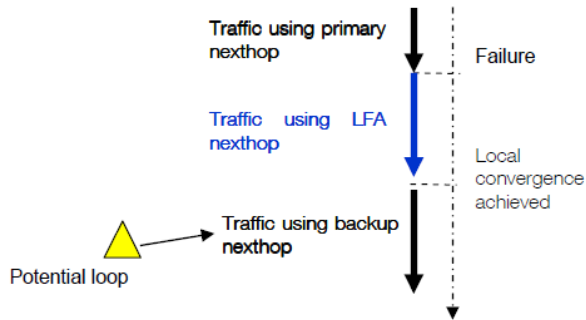 Traffic using primary
nexthop
Failure
Traffic using LFA
nexthop
Local
convergence
achieved
Traffic using backup
nexthop
Potential loop